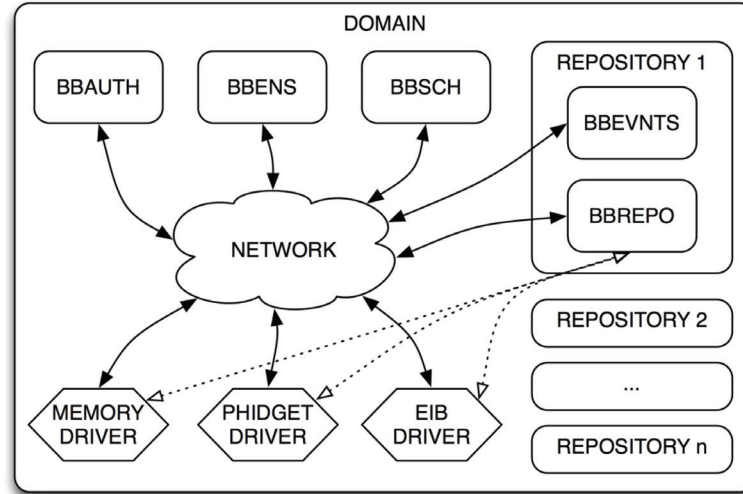 DOMAIN
BBAUTH
BBENS
BBSCH
REPOSITORY 1
BBEVNTS
BBREPO
NETWORK
REPOSITORY 2
...
REPOSITORY n
MEMORY
DRIVER
PHIDGET
DRIVER
EIB
DRIVER